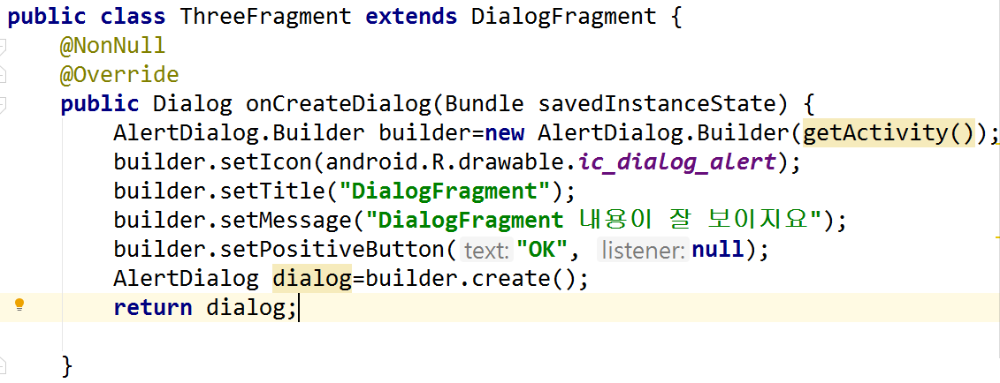 public class ThreeFragment extends DialogFragment {
@NonNull
@Override
public Dialog onCreateDialog(Bundle savedInstanceState) {
AlertDialog.Builder builder=new AlertDialog.Builder(getActivity());
builder.setIcon(android.R.drawable.ic_dialog_alert);
builder.setTitle("DialogFragment");
builder.setMessage("DialogFragment 내용이 잘 보이지요");
builder.setPositiveButton( text: "OK", listener: null);
AlertDialog dialog=builder.create();
return dialog;
}